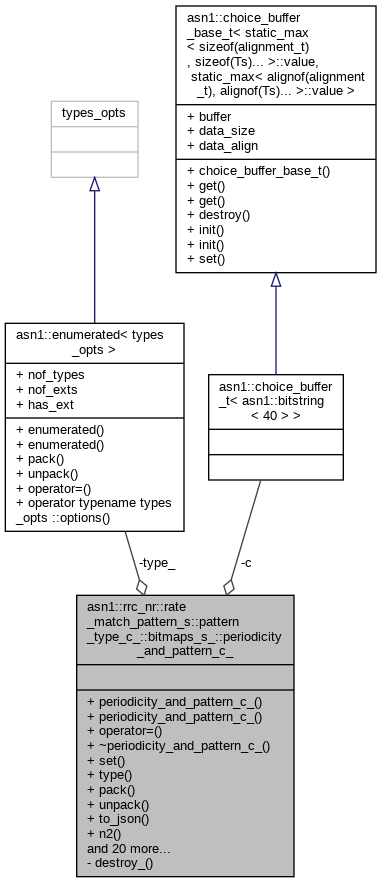 asn1::choice_buffer
_base_t< static_max
< sizeof(alignment_t)
, sizeof(Ts)... >::value,
static_max< alignof(alignment
_t), alignof(Ts)... >::value >
+ buffer
+ data_size
+ data_align
+ choice_buffer_base_t()
+ get()
+ get()
+ destroy()
+ init()
+ init()
+ set()
types_opts
asn1::enumerated< types
_opts >
+ nof_types
+ nof_exts
+ has_ext
+ enumerated()
+ enumerated()
+ pack()
+ unpack()
+ operator=()
+ operator typename types
_opts ::options()
asn1::choice_buffer
_t< asn1::bitstring
< 40 > >
-type_
-c
asn1::rrc_nr::rate
_match_pattern_s::pattern
_type_c_::bitmaps_s_::periodicity
_and_pattern_c_
+ periodicity_and_pattern_c_()
+ periodicity_and_pattern_c_()
+ operator=()
+ ~periodicity_and_pattern_c_()
+ set()
+ type()
+ pack()
+ unpack()
+ to_json()
+ n2()
and 20 more...
- destroy_()